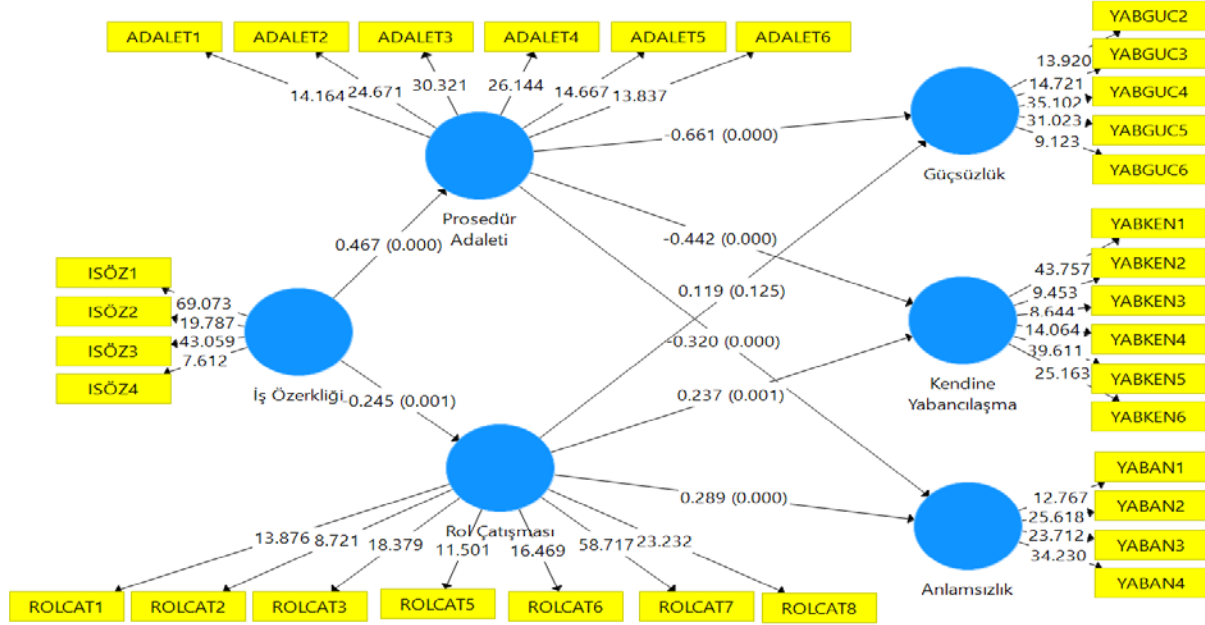 ADALET1 ADALET2 ADALET3 ADALET4 ADALET5 ADALET6
14.164 24.671 30.321 26.144 14.667 13.837
Prosedür
Adaleti
YABGUC2
YABGUC3
YABGUC4
YABGUC5
YABGUC6
13.920
14.721
35.102
31.023
9.123
Güçsüzlük
-0.661 (0.000)
-0.442 (0.000)
0.119 (0.125)
-0.320 (0.000)
0.467 (0.000)
ISÖZ1
ISÖZ2
ISÖZ3
ISÖZ4
69.073
19.787
43.059
7.612
İş Özerkliği
-0.245 (0.001)
YABKEN1
YABKEN2
YABKEN3
YABKEN4
YABKEN5
YABKEN6
43.757
9.453
8.644
14.064
39.611
25.163
Kendine
Yabancılaşma
0.237 (0.001)
0.289 (0.000)
Rol Çatışması
13.876 8.721 18.379 11.501 16.469 58.717 23.232
ROLCAT1 ROLCAT2 ROLCAT3 ROLCAT5 ROLCAT6 ROLCAT7 ROLCAT8
YABAN1
YABAN2
YABAN3
YABAN4
12.767
25.618
23.712
34.230
Anlamsızlık